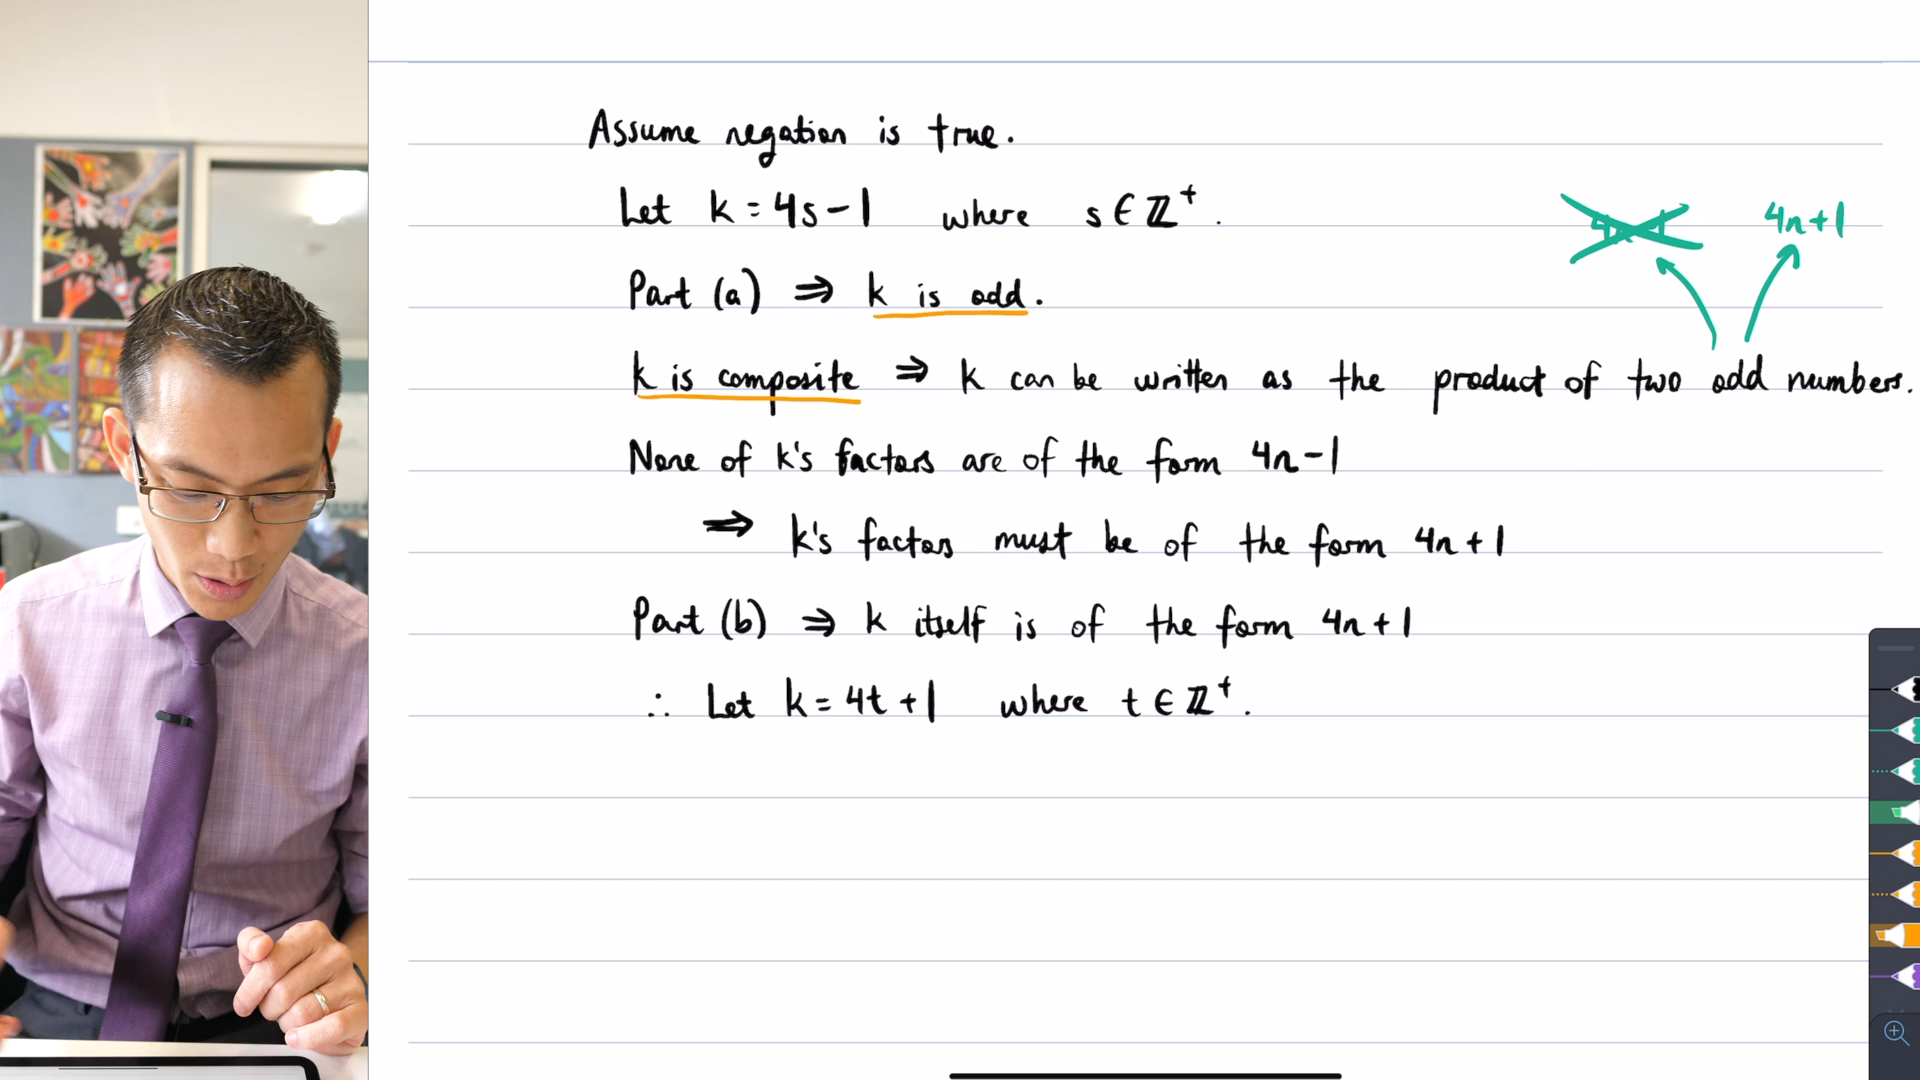 Assume negation is true.
Let k = 4s - 1 where s ∈ ℤ⁺.
4n+1
Part (a) ⇒ k is odd.
k is composite ⇒ k can be written as the product of two odd numbers.
None of k's factors are of the form 4n-1
⇒ k's factors must be of the form 4n+1
Part (b) ⇒ k itself is of the form 4n+1
∴ Let k = 4t+1 where t ∈ ℤ⁺.